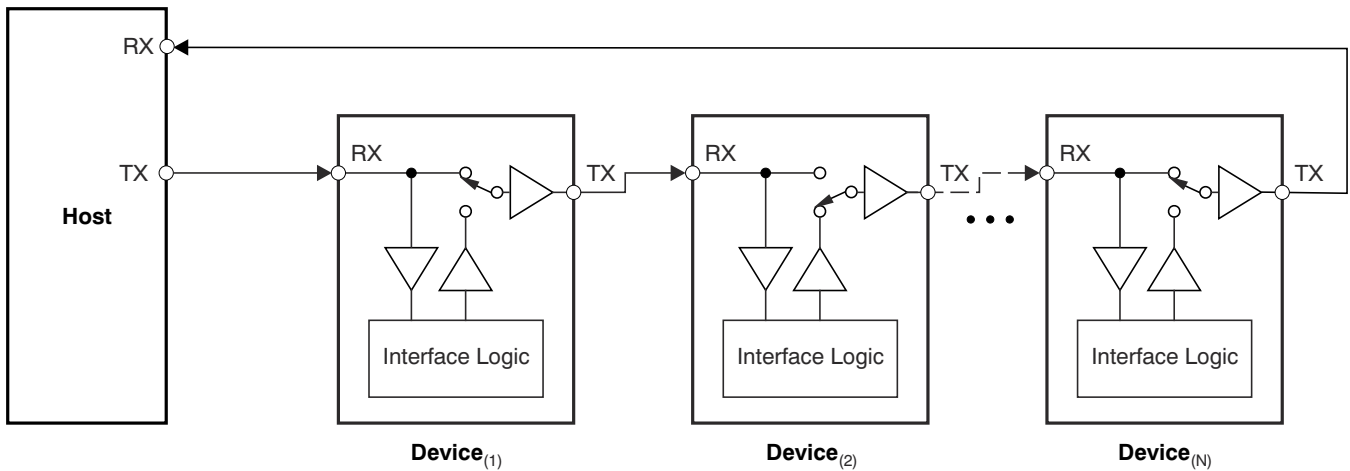 RX
TX
Host
RX
TX
Interface Logic
Device(1)
RX
TX
Interface Logic
Device(2)
• • •
RX
TX
Interface Logic
Device(N)